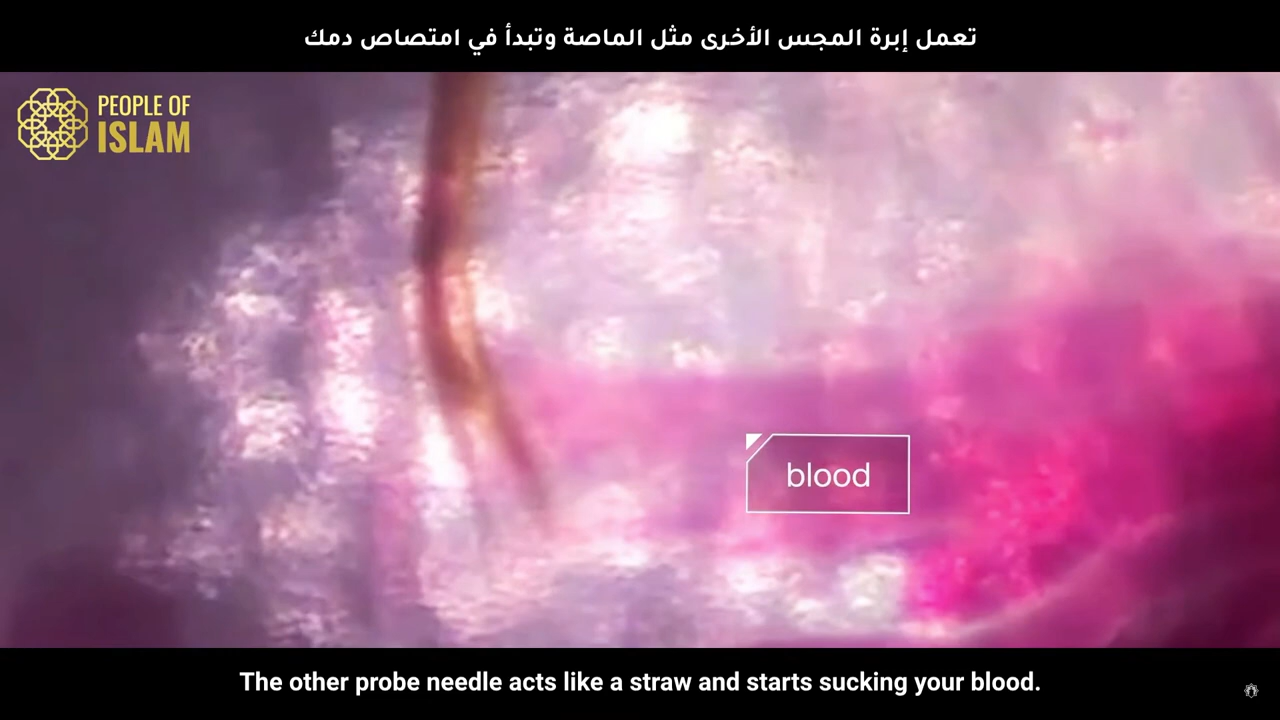 تعمل إبرة المجس الأخرى مثل الماصة وتبدأ في امتصاص دمك
PEOPLE OF
ISLAM
blood
The other probe needle acts like a straw and starts sucking your blood.